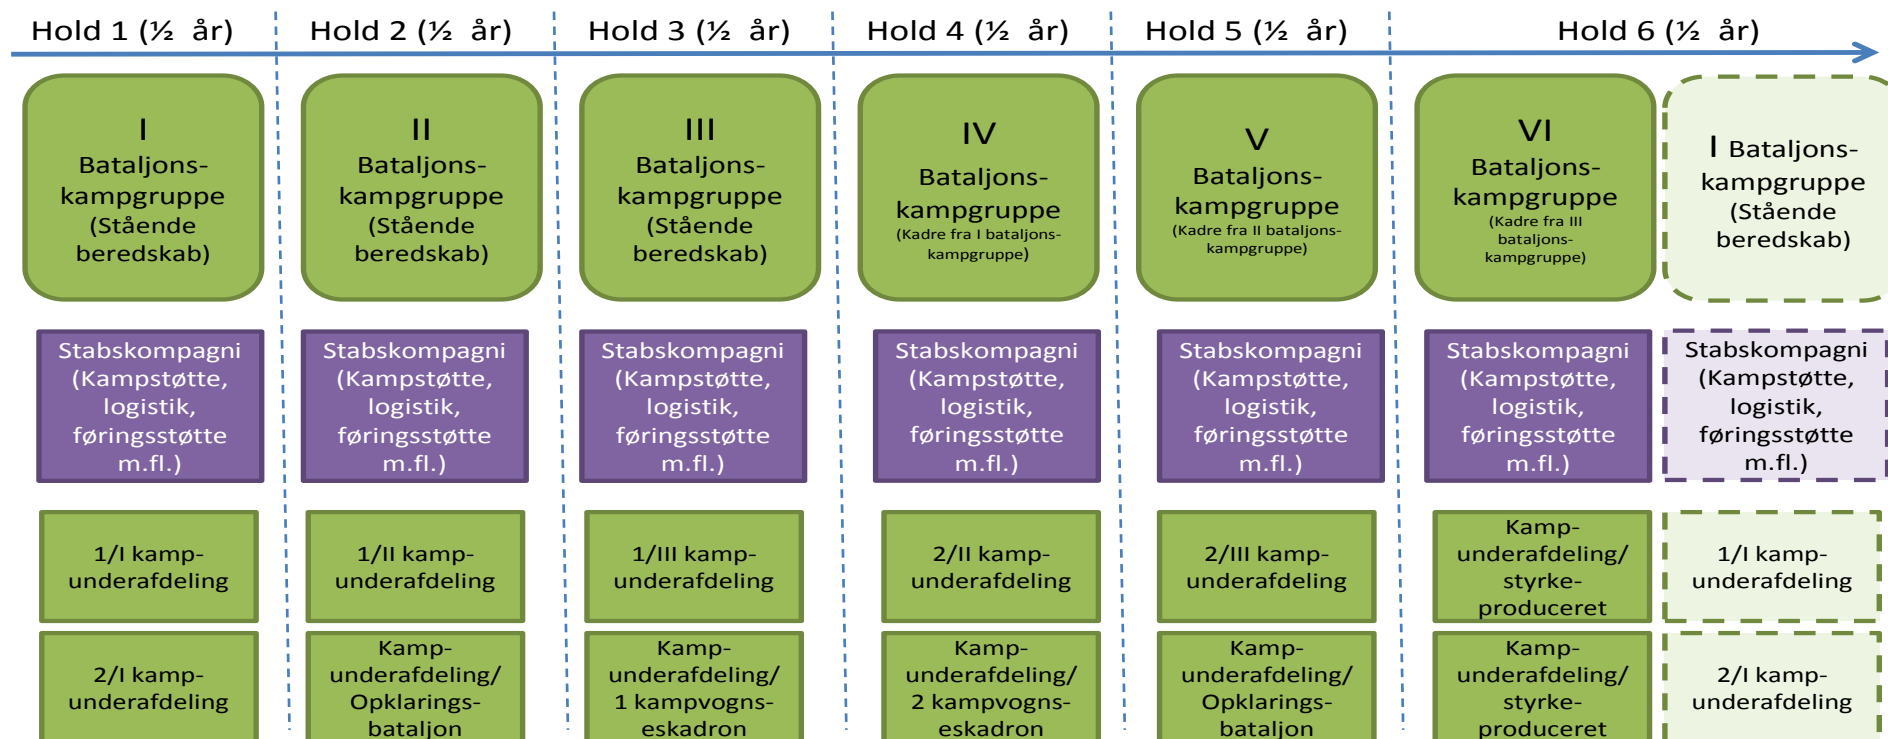 Hold 1 (½ år)
Hold 2 (½ år)
Hold 3 (½ år)
Hold 4 (½ år)
Hold 5 (½ år)
Hold 6 (½ år)
I
Bataljons-
kampgruppe
(Stående
beredskab)
II
Bataljons-
kampgruppe
(Stående
beredskab)
III
Bataljons-
kampgruppe
(Stående
beredskab)
IV
Bataljons-
kampgruppe
(Kadre fra I bataljons-
kampgruppe)
V
Bataljons-
kampgruppe
(Kadre fra II bataljons-
kampgruppe)
VI
Bataljons-
kampgruppe
(Kadre fra III
bataljons-
kampgruppe)
I Bataljons-
kampgruppe
(Stående
beredskab)
Stabskompagni
(Kampstøtte,
logistik,
føringsstøtte
m.fl.)
Stabskompagni
(Kampstøtte,
logistik,
føringsstøtte
m.fl.)
Stabskompagni
(Kampstøtte,
logistik,
føringsstøtte
m.fl.)
Stabskompagni
(Kampstøtte,
logistik,
føringsstøtte
m.fl.)
Stabskompagni
(Kampstøtte,
logistik,
føringsstøtte
m.fl.)
Stabskompagni
(Kampstøtte,
logistik,
føringsstøtte
m.fl.)
Stabskompagni
(Kampstøtte,
logistik,
føringsstøtte
m.fl.)
1/I kamp-
underafdeling
1/II kamp-
underafdeling
1/III kamp-
underafdeling
2/II kamp-
underafdeling
2/III kamp-
underafdeling
Kamp-
underafdeling/
styrke-
produceret
1/I kamp-
underafdeling
2/I kamp-
underafdeling
Kamp-
underafdeling/
Opklarings-
bataljon
Kamp-
underafdeling/
1 kampvogns-
eskadron
Kamp-
underafdeling/
2 kampvogns-
eskadron
Kamp-
underafdeling/
Opklarings-
bataljon
Kamp-
underafdeling/
styrke-
produceret
2/I kamp-
underafdeling